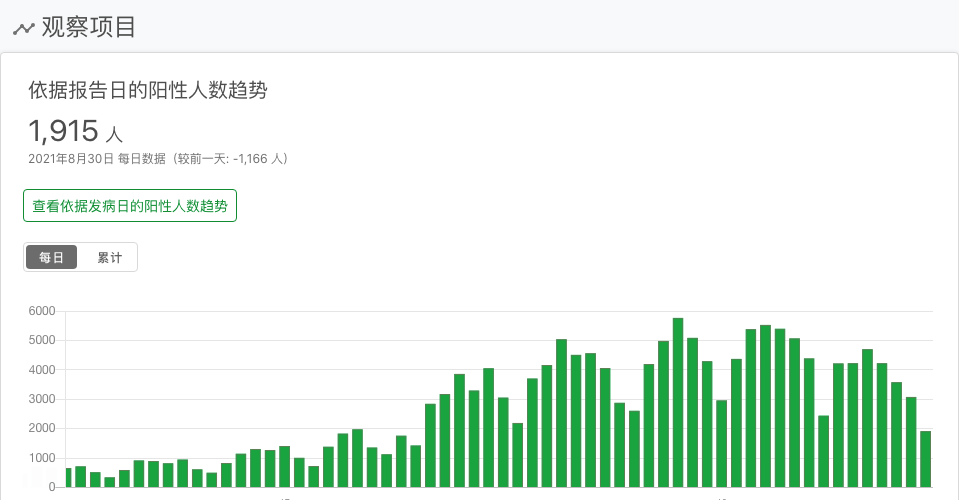 观察项目
依据报告日的阳性人数趋势
1,915 人
2021年8月30日 每日数据（较前一天: -1,166 人）
查看依据发病日的阳性人数趋势
每日 累计
6000
5000
4000
3000
2000
1000
0